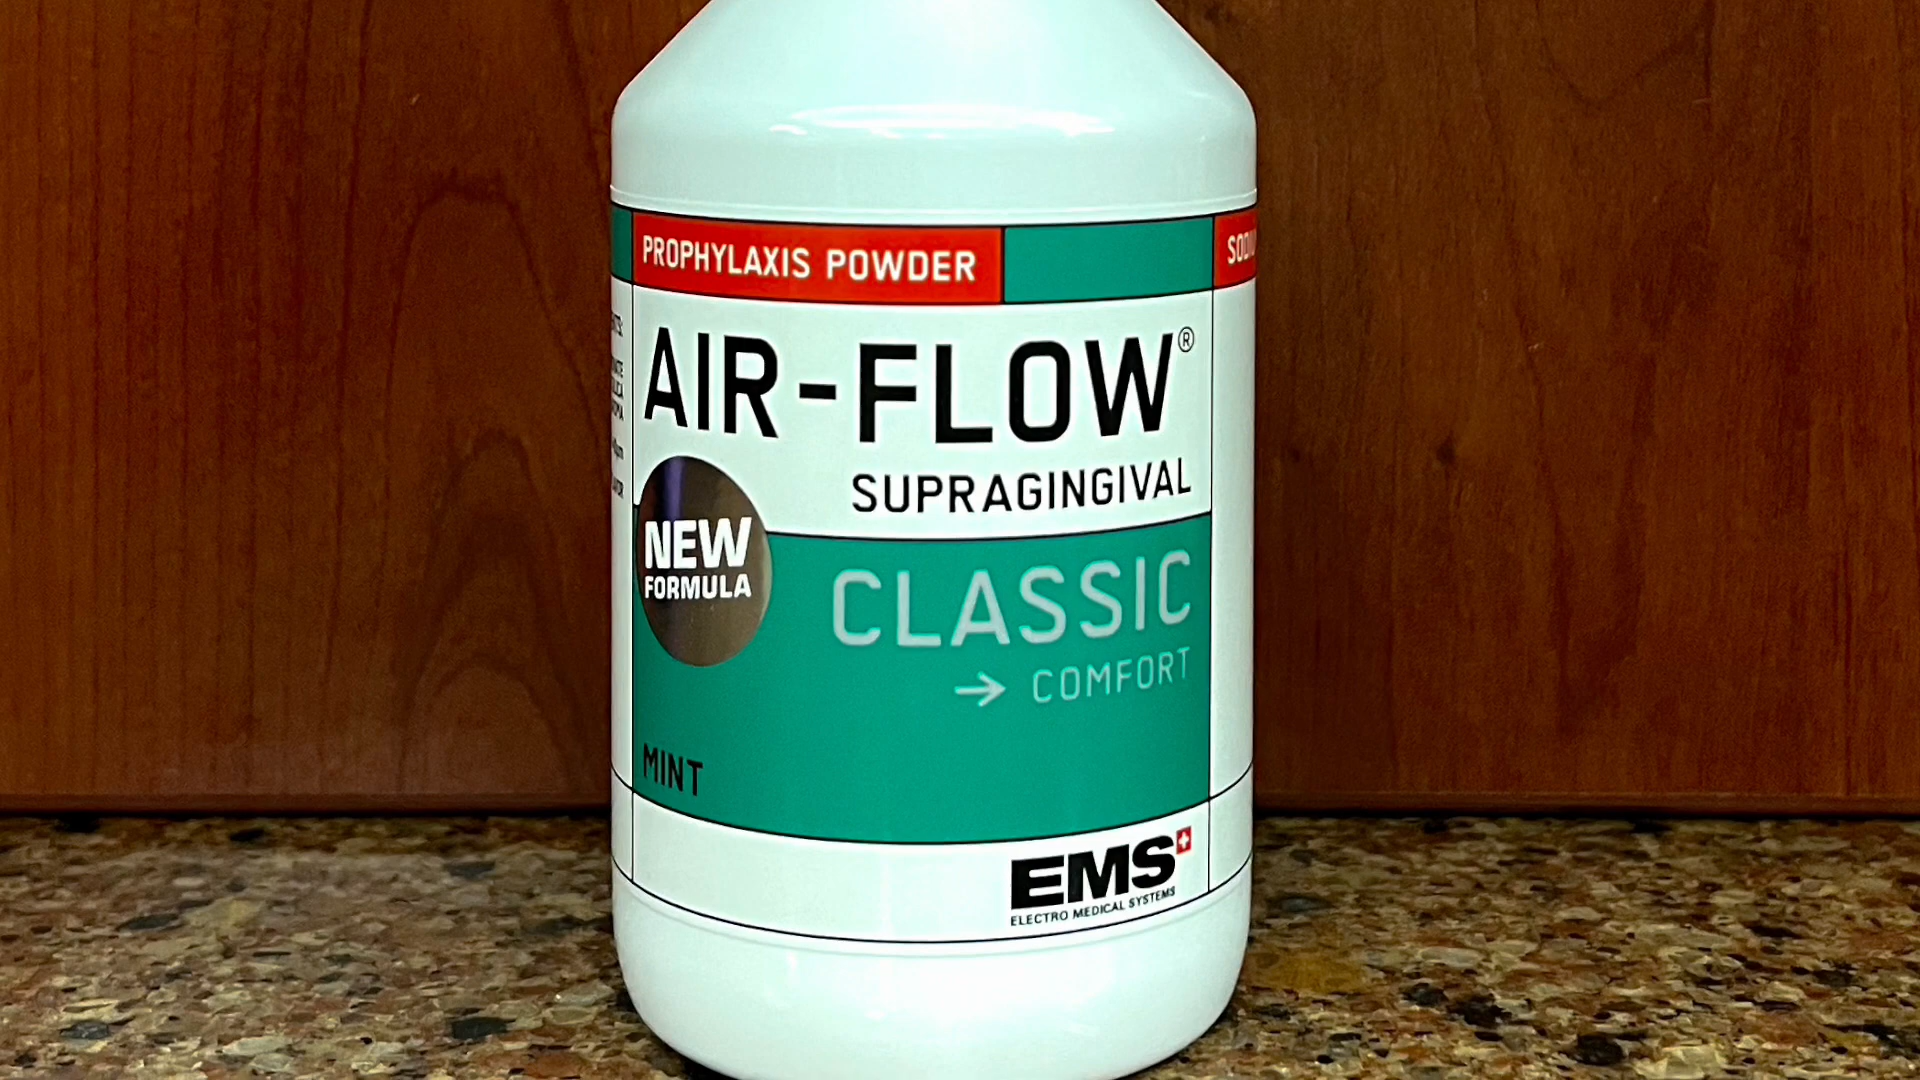 PROPHYLAXIS POWDER
AIR-FLOW®
SUPRAGINGIVAL
NEW
FORMULA
CLASSIC
→ COMFORT
MINT
EMS
ELECTRO MEDICAL SYSTEMS